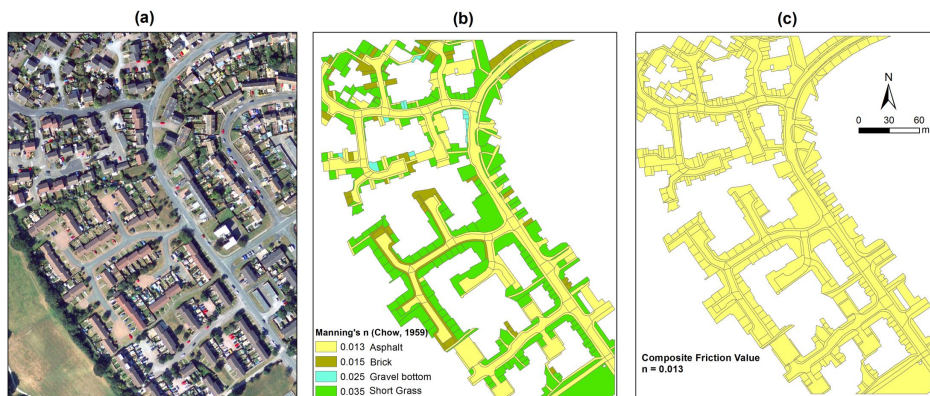 (a)
(b)
(c)
N
0 30 60
m
Manning's n (Chow, 1959)
0.013 Asphalt
0.015 Brick
0.025 Gravel bottom
0.035 Short Grass
Composite Friction Value
n = 0.013